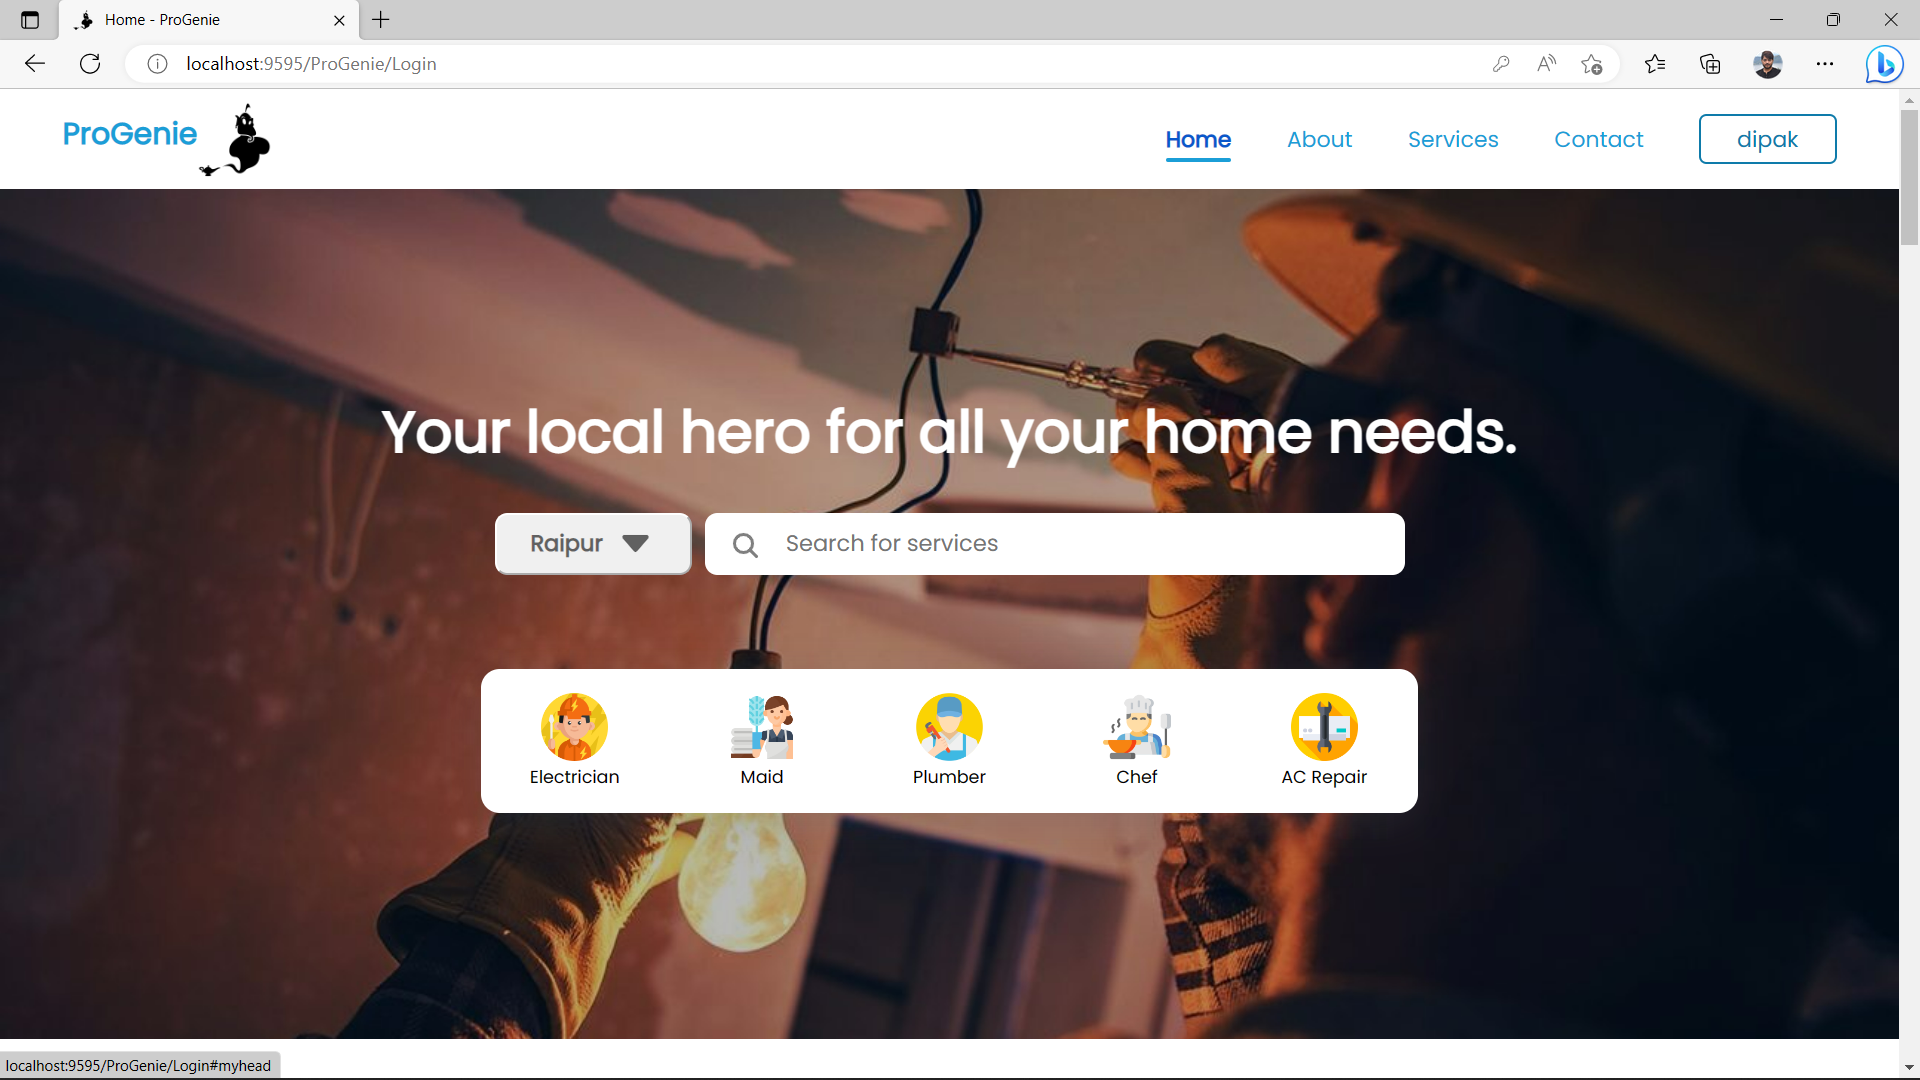 Home - ProGenie
localhost:9595/ProGenie/Login
ProGenie
Home
About
Services
Contact
dipak
Your local hero for all your home needs.
Raipur
Search for services
Electrician
Maid
Plumber
Chef
AC Repair
localhost:9595/ProGenie/Login#myhead